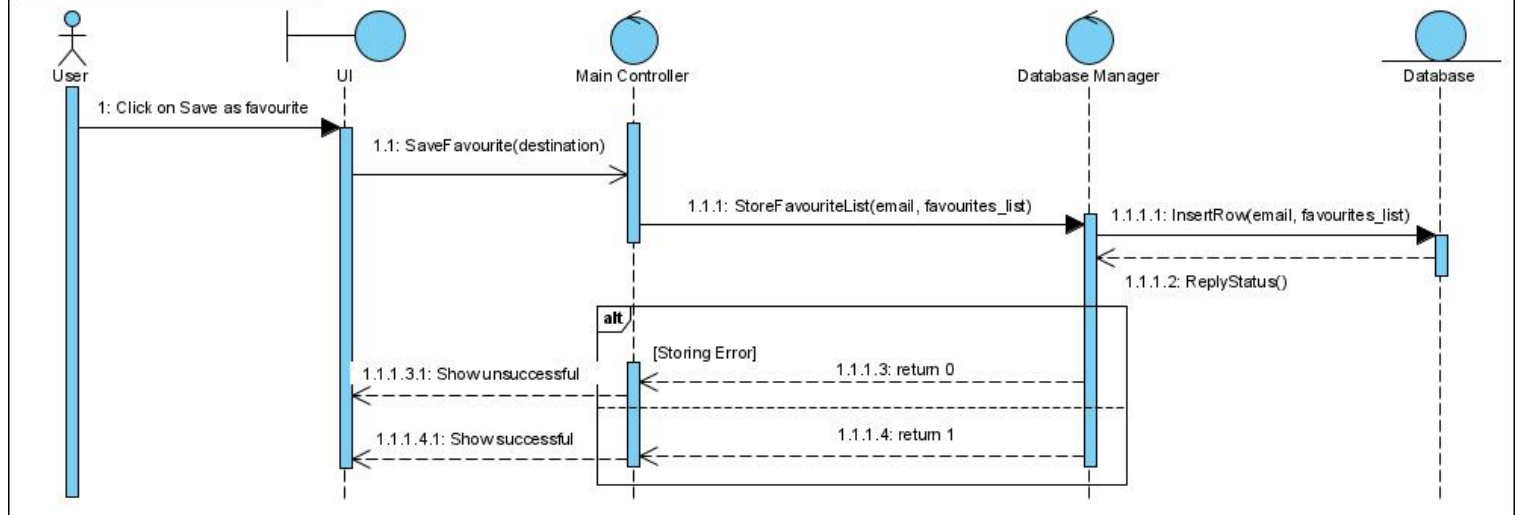 User
UI
Main Controller
Database Manager
Database
1: Click on Save as favourite
1.1: SaveFavourite(destination)
1.1.1: StoreFavouriteList(email, favourites_list)
1.1.1.1: InsertRow(email, favourites_list)
1.1.1.2: ReplyStatus()
alt
[Storing Error]
1.1.1.3: return 0
1.1.1.3.1: Show unsuccessful
1.1.1.4: return 1
1.1.1.4.1: Show successful